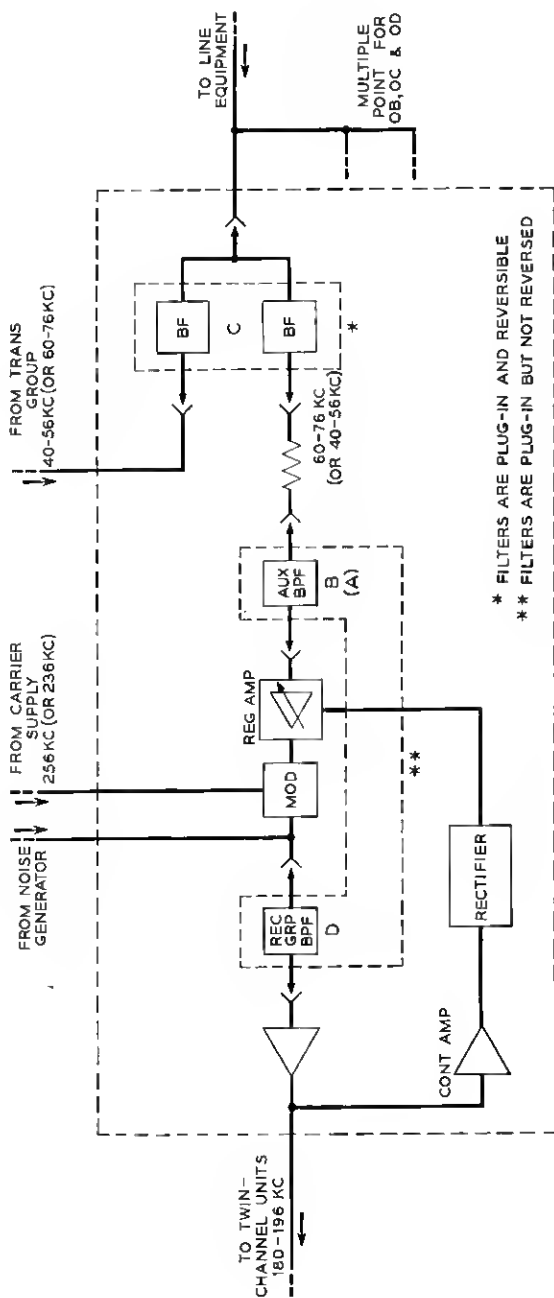 FROM TRANS
GROUP
40-56KC (OR 60-76KC)
FROM CARRIER
SUPPLY
256KC (OR 236KC)
FROM NOISE
GENERATOR
TO LINE
EQUIPMENT
MULTIPLE
POINT FOR
OB, OC & OD
BF
C
BF
*
60-76KC
(OR 40-56KC)
AUX
BPF
B
(A)
REG AMP
MOD
REC
GRP
BPF
D
**
RECTIFIER
CONT AMP
TO TWIN-
CHANNEL UNITS
180-196 KC
* FILTERS ARE PLUG-IN AND REVERSIBLE
** FILTERS ARE PLUG-IN BUT NOT REVERSED